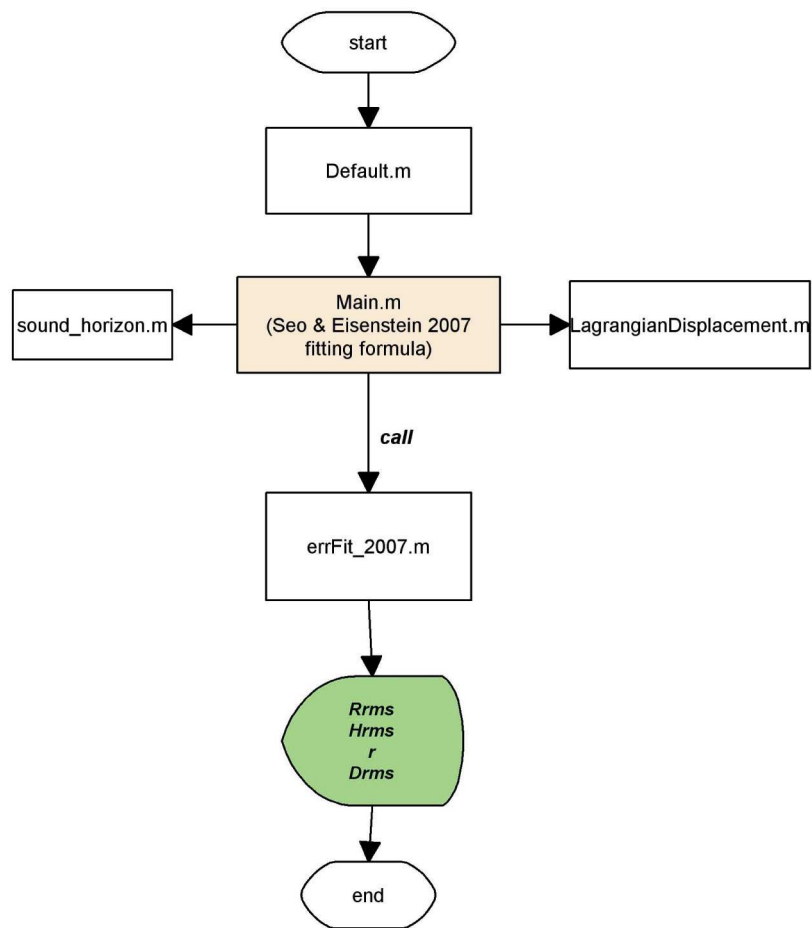 start
Default.m
sound_horizon.m
Main.m
(Seo & Eisenstein 2007
fitting formula)
LagrangianDisplacement.m
call
errFit_2007.m
Rrms
Hrms
r
Drms
end